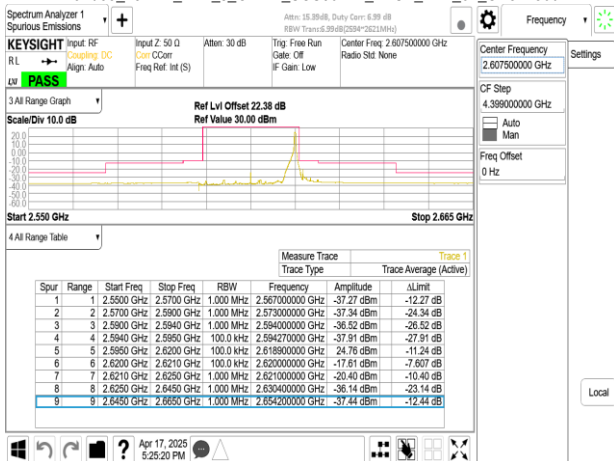 Spectrum Analyzer 1
Spurious Emissions
Attn: 15.39dB, Duty Corr: 6.99 dB
RBW Trans:6.99dB(2594~2621MHz)
Frequency
KEYSIGHT
RL
LXI
PASS
Input: RF
Coupling: DC
Align: Auto
Input Z: 50 Ω
Corr CCorr
Freq Ref: Int (S)
Atten: 30 dB
Trig: Free Run
Gate: Off
IF Gain: Low
Center Freq: 2.607500000 GHz
Radio Std: None
Center Frequency
2.607500000 GHz
Settings
CF Step
4.399000000 GHz
Auto
Man
Freq Offset
0 Hz
Local
3 All Range Graph
Scale/Div 10.0 dB
Ref Lvl Offset 22.38 dB
Ref Value 30.00 dBm
20.0
10.0
0.00
-10.0
-20.0
-30.0
-40.0
-50.0
-60.0
Start 2.550 GHz
Stop 2.665 GHz
4 All Range Table
Measure Trace Trace 1
Trace Type Trace Average (Active)
Spur Range Start Freq Stop Freq RBW Frequency Amplitude ΔLimit
1 1 2.5500 GHz 2.5700 GHz 1.000 MHz 2.567000000 GHz -37.27 dBm -12.27 dB
2 2 2.5700 GHz 2.5900 GHz 1.000 MHz 2.573000000 GHz -37.34 dBm -24.34 dB
3 3 2.5900 GHz 2.5940 GHz 1.000 MHz 2.594000000 GHz -36.52 dBm -26.52 dB
4 4 2.5940 GHz 2.5950 GHz 100.0 kHz 2.594270000 GHz -37.91 dBm -27.91 dB
5 5 2.5950 GHz 2.6200 GHz 100.0 kHz 2.618900000 GHz 24.76 dBm -11.24 dB
6 6 2.6200 GHz 2.6210 GHz 100.0 kHz 2.620000000 GHz -17.61 dBm -7.607 dB
7 7 2.6210 GHz 2.6250 GHz 1.000 MHz 2.621000000 GHz -20.40 dBm -10.40 dB
8 8 2.6250 GHz 2.6450 GHz 1.000 MHz 2.630400000 GHz -36.14 dBm -23.14 dB
9 9 2.6450 GHz 2.6650 GHz 1.000 MHz 2.654200000 GHz -37.44 dBm -12.44 dB
Apr 17, 2025
5:25:20 PM